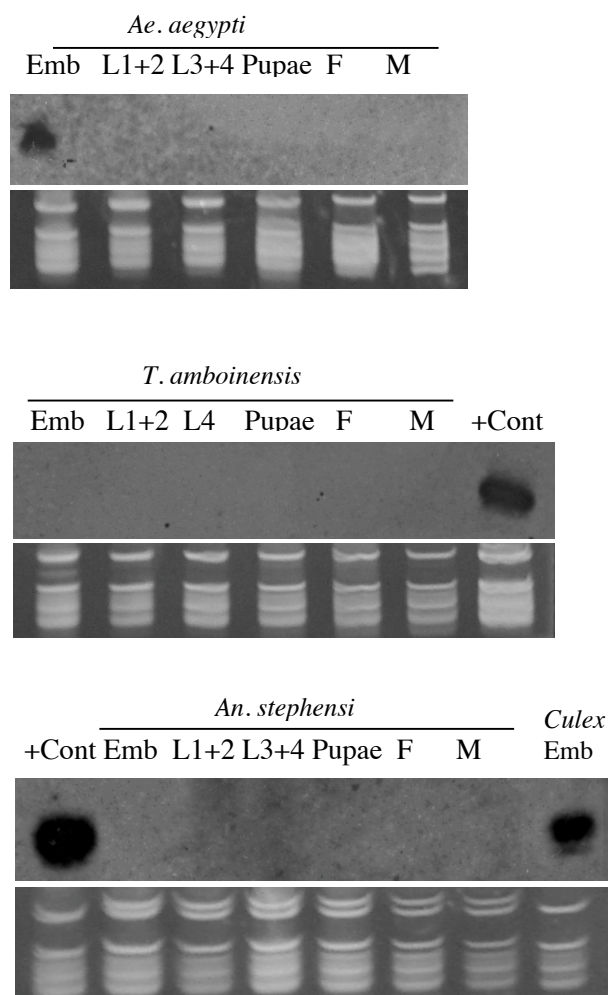 Ae. aegypti
Emb L1+2 L3+4 Pupae F M
T. amboinensis
Emb L1+2 L4 Pupae F M +Cont
An. stephensi
Culex
+Cont Emb L1+2 L3+4 Pupae F M Emb